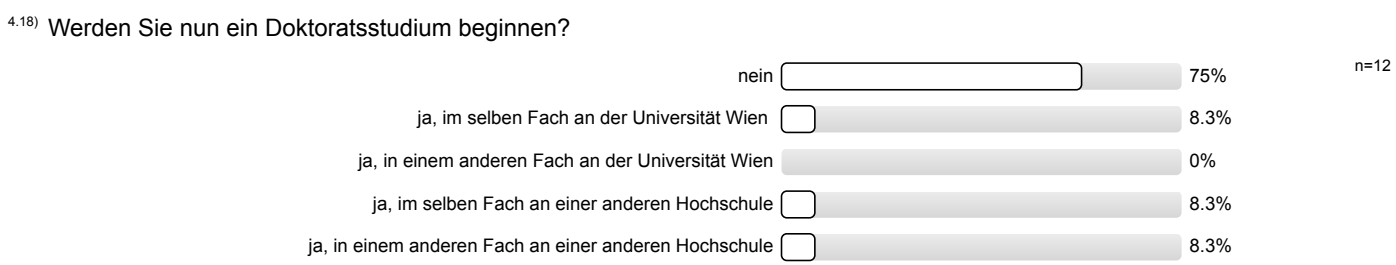 4.18) Werden Sie nun ein Doktoratsstudium beginnen?
nein 75% n=12
ja, im selben Fach an der Universität Wien 8.3%
ja, in einem anderen Fach an der Universität Wien 0%
ja, im selben Fach an einer anderen Hochschule 8.3%
ja, in einem anderen Fach an einer anderen Hochschule 8.3%